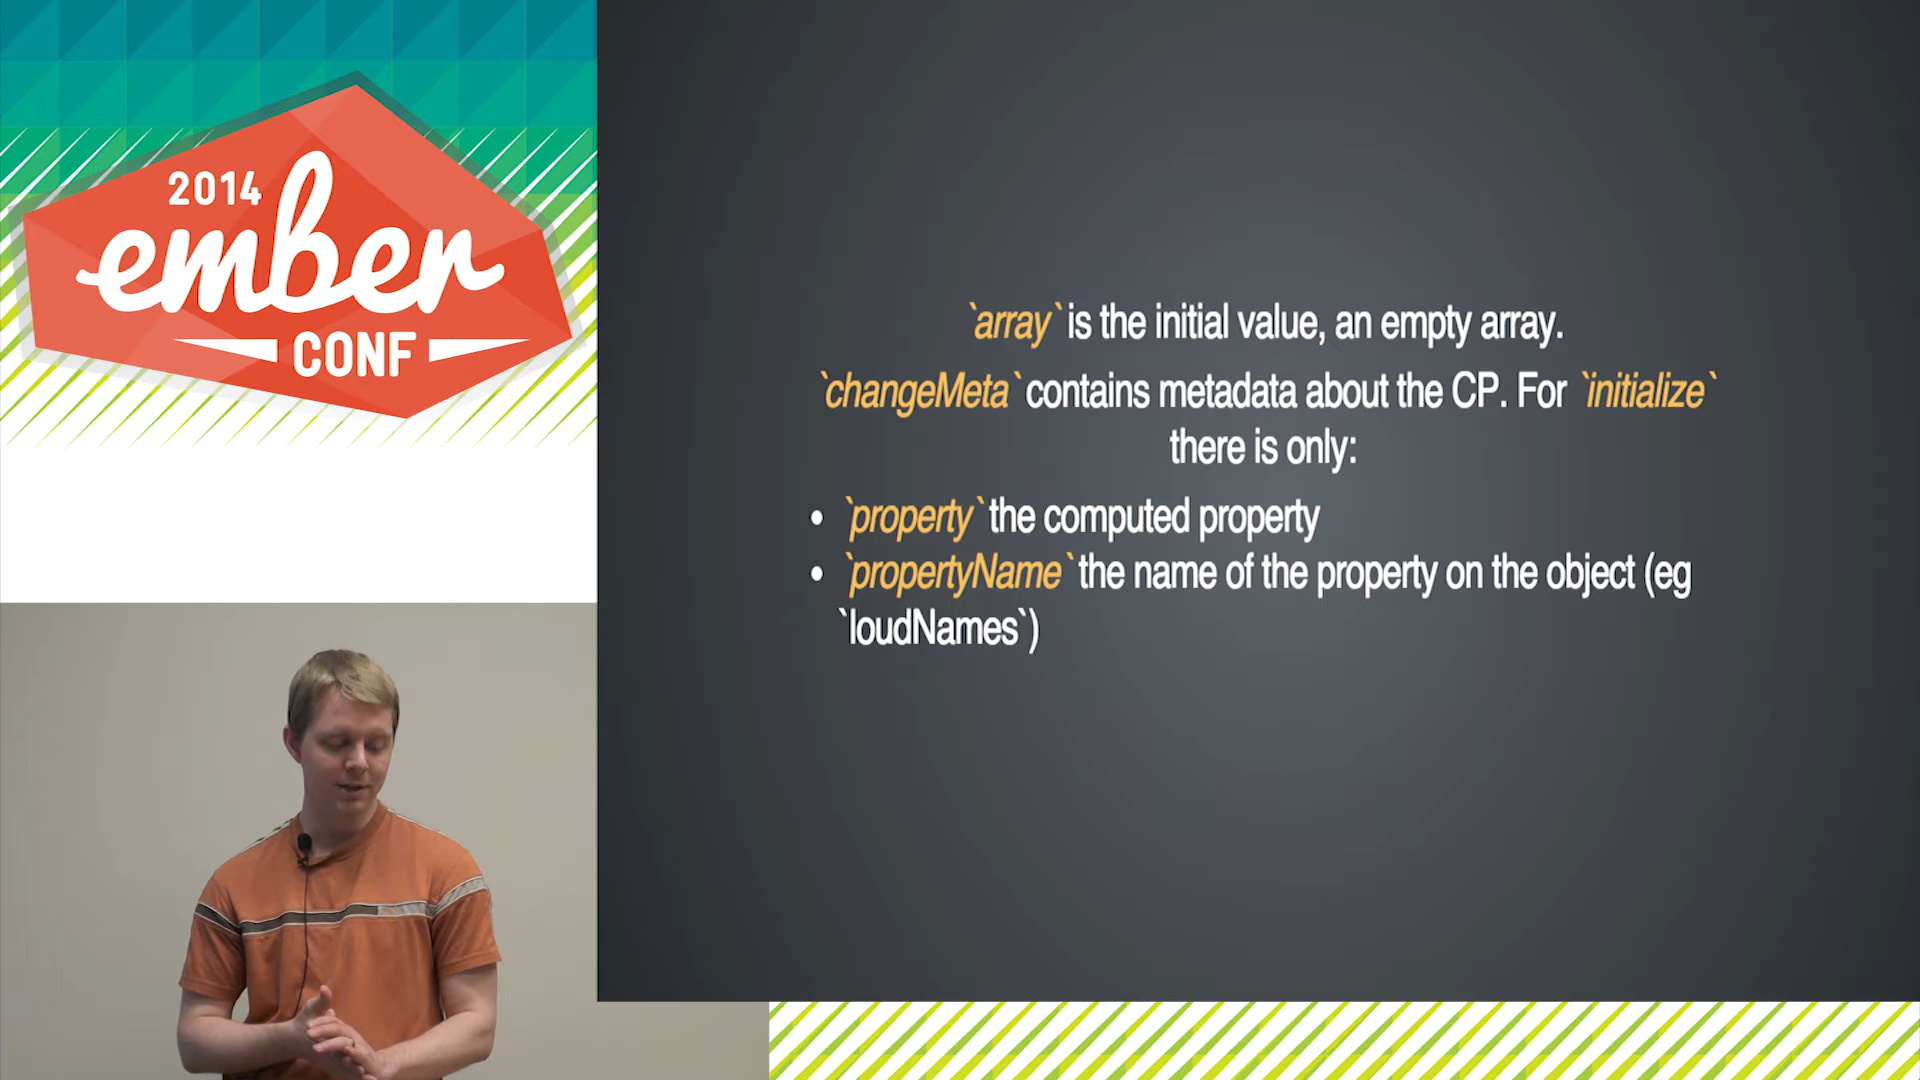 2014
ember
CONF
`array` is the initial value, an empty array.
`changeMeta` contains metadata about the CP. For `initialize`
there is only:
• `property` the computed property
• `propertyName` the name of the property on the object (eg
`loudNames`)